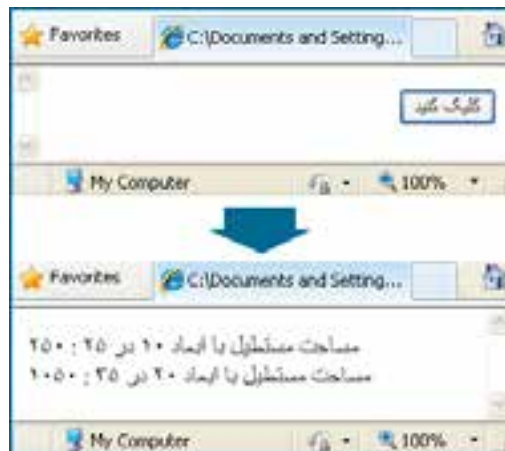 Favorites C:\Documents and Setting...
کلیک کنید
My Computer 100%
Favorites C:\Documents and Setting...
مساحت مستطیل با ابعاد ۱۰ در ۲۵ : ۲۵۰
مساحت مستطیل با ابعاد ۳۰ در ۳۵ : ۱۰۵۰
My Computer 100%